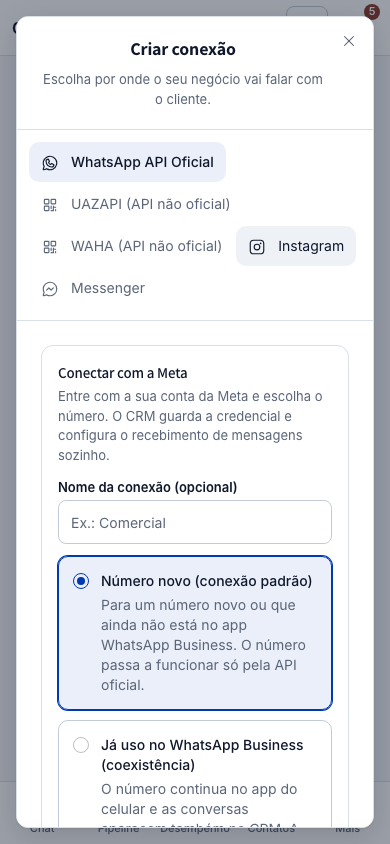 5
Criar conexão
Escolha por onde o seu negócio vai falar com
o cliente.
WhatsApp API Oficial
UAZAPI (API não oficial)
WAHA (API não oficial)
Instagram
Messenger
Conectar com a Meta
Entre com a sua conta da Meta e escolha o
número. O CRM guarda a credencial e
configura o recebimento de mensagens
sozinho.
Nome da conexão (opcional)
Ex.: Comercial
Número novo (conexão padrão)
Para um número novo ou que
ainda não está no app
WhatsApp Business. O número
passa a funcionar só pela API
oficial.
Já uso no WhatsApp Business
(coexistência)
O número continua no app do
celular e as conversas
aparecem também no CRM. A
Chat Pipeline Desempenho Contatos Mais